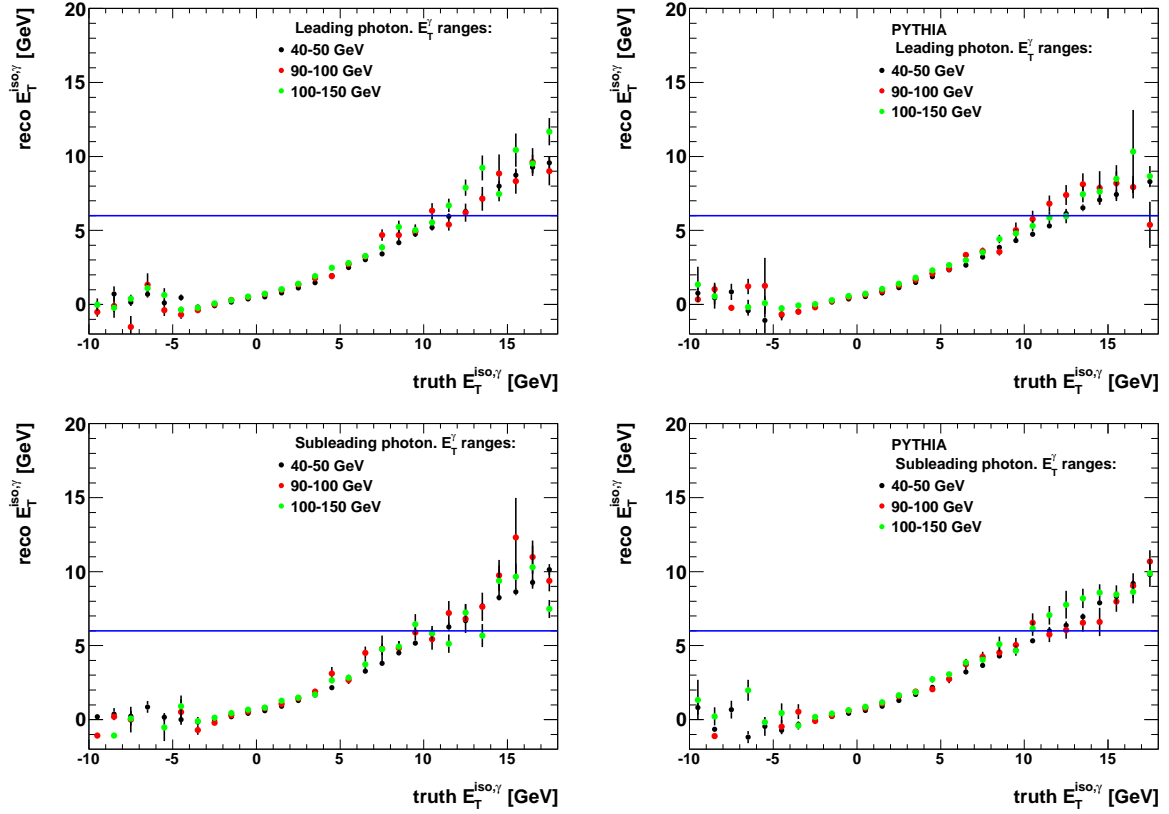 reco E_T^{iso,γ} [GeV]
20
15
10
5
0
Leading photon. E_T^γ ranges:
40-50 GeV
90-100 GeV
100-150 GeV
-10 -5 0 5 10 15
truth E_T^{iso,γ} [GeV]
reco E_T^{iso,γ} [GeV]
20
15
10
5
0
PYTHIA
Leading photon. E_T^γ ranges:
40-50 GeV
90-100 GeV
100-150 GeV
-10 -5 0 5 10 15
truth E_T^{iso,γ} [GeV]
reco E_T^{iso,γ} [GeV]
20
15
10
5
0
Subleading photon. E_T^γ ranges:
40-50 GeV
90-100 GeV
100-150 GeV
-10 -5 0 5 10 15
truth E_T^{iso,γ} [GeV]
reco E_T^{iso,γ} [GeV]
20
15
10
5
0
PYTHIA
Subleading photon. E_T^γ ranges:
40-50 GeV
90-100 GeV
100-150 GeV
-10 -5 0 5 10 15
truth E_T^{iso,γ} [GeV]